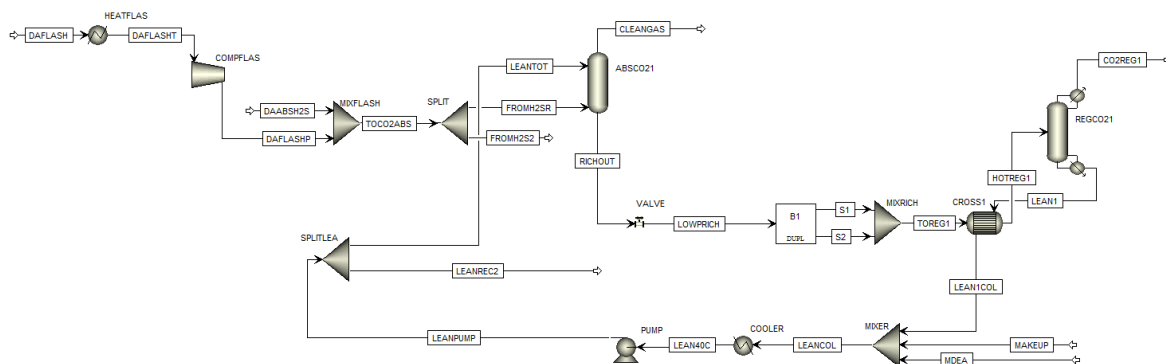 HEATFLAS
DAFLASH
DAFLASHT
COMPFLAS
CLEANGAS
CO2REG1
LEANTOT
ABSCO21
DAABSH2S
MIXFLASH
SPLIT
FROMH2SR
TOCO2ABS
DAFLASHP
FROMH2S2
REGCO21
RICHOUT
HOTREG1
VALVE
S1
MIXRICH
CROSS1
LEAN1
LOWPRICH
B1
TOREG1
DUPL
S2
SPLITLEA
LEANREC2
LEAN1COL
LEANPUMP
PUMP
LEAN40C
COOLER
LEANCOL
MIXER
MAKEUP
MDEA